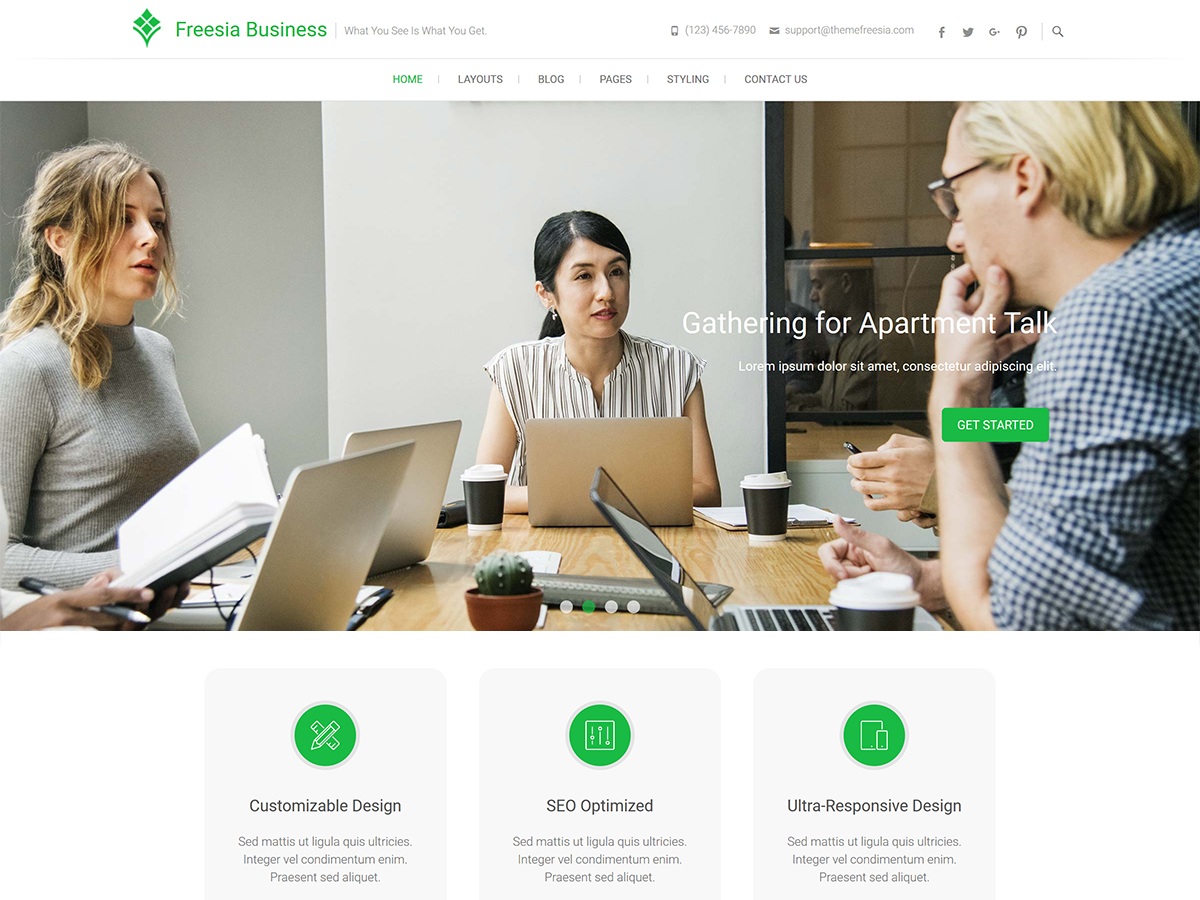 Freesia Business
What You See Is What You Get.
(123) 456-7890
support@themefreesia.com
HOME
LAYOUTS
BLOG
PAGES
STYLING
CONTACT US
Gathering for Apartment Talk
Lorem ipsum dolor sit amet, consectetur adipiscing elit.
GET STARTED
Customizable Design
Sed mattis ut ligula quis ultricies.
Integer vel condimentum enim.
Praesent sed aliquet.
SEO Optimized
Sed mattis ut ligula quis ultricies.
Integer vel condimentum enim.
Praesent sed aliquet.
Ultra-Responsive Design
Sed mattis ut ligula quis ultricies.
Integer vel condimentum enim.
Praesent sed aliquet.